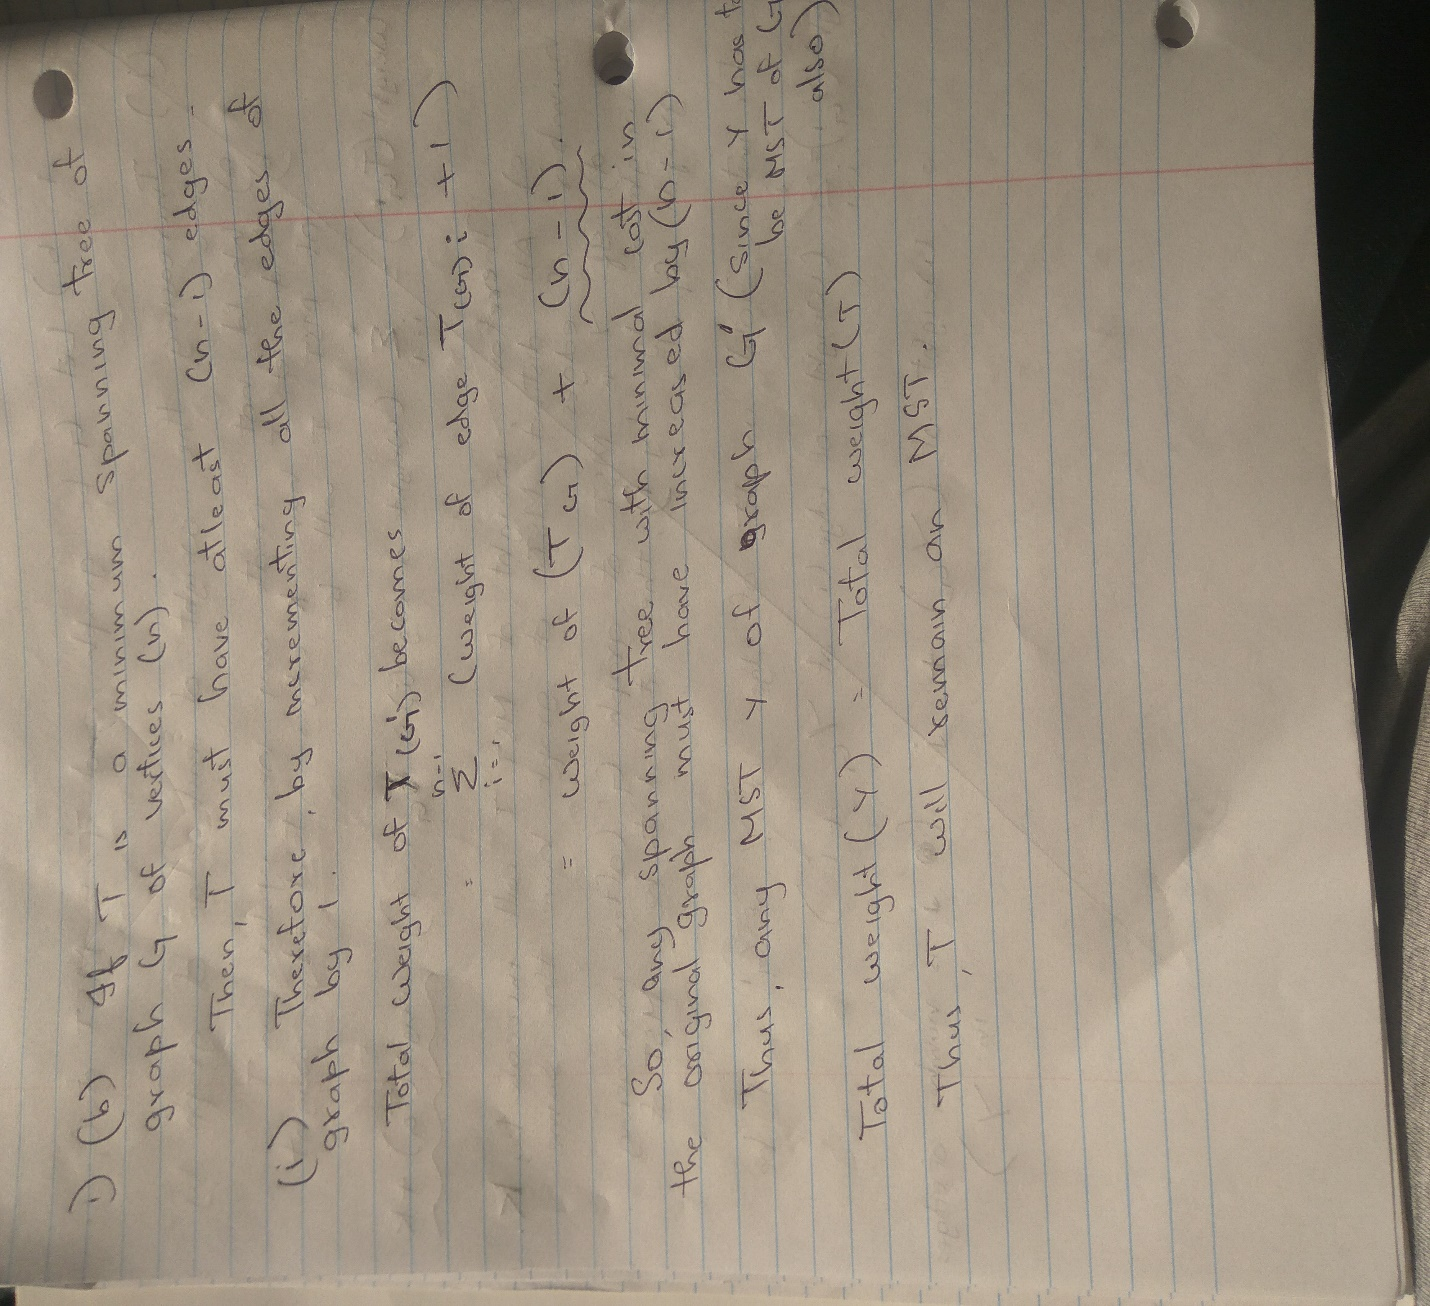 1) (b) If T is a minimum spanning tree of
graph G of vertices (n).
Then, T must have atleast (n-1) edges.
(i) Therefore, by incrementing all the edges of
graph by 1.
Total weight of T(G') becomes
= n-1 Σ i=1 (weight of edge T(G)i + 1)
= weight of (TG) + (n-1).
So, any spanning tree with minimal cost in
the original graph must have increased by (n-1)
Thus, any MST Y of graph G' (Since Y has to
be MST of G
also)
Total weight (Y) = Total weight (T)
Thus, T will remain an MST.